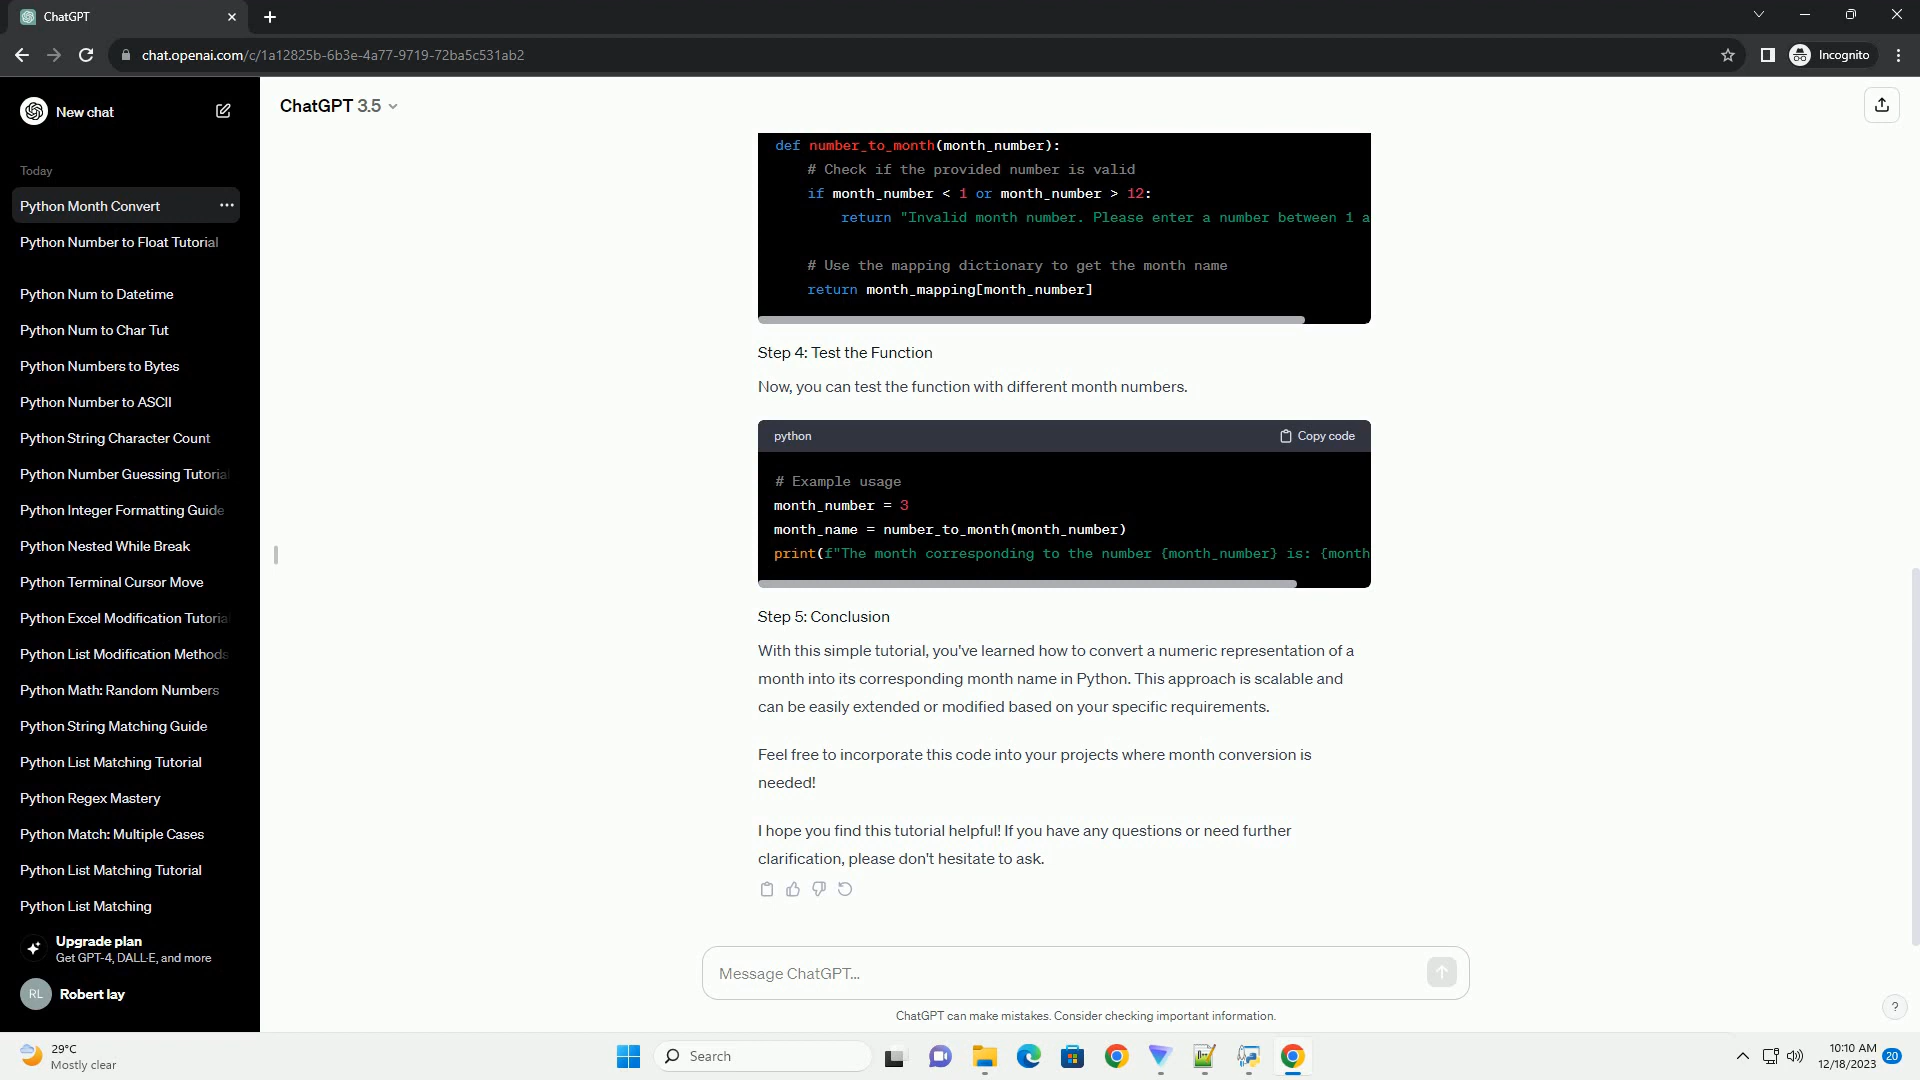 ChatGPT
chat.openai.com/c/1a12825b-6b3e-4a77-9719-72ba5c531ab2
Incognito
New chat
ChatGPT 3.5
Today
Python Month Convert
Python Number to Float Tutorial
Python Num to Datetime
Python Num to Char Tut
Python Numbers to Bytes
Python Number to ASCII
Python String Character Count
Python Number Guessing Tutorial
Python Integer Formatting Guide
Python Nested While Break
Python Terminal Cursor Move
Python Excel Modification Tutorial
Python List Modification Methods
Python Math: Random Numbers
Python String Matching Guide
Python List Matching Tutorial
Python Regex Mastery
Python Match: Multiple Cases
Python List Matching Tutorial
Python List Matching
Upgrade plan
Get GPT-4, DALL·E, and more
RL
Robert lay
def number_to_month(month_number):
# Check if the provided number is valid
if month_number < 1 or month_number > 12:
return "Invalid month number. Please enter a number between 1 a
# Use the mapping dictionary to get the month name
return month_mapping[month_number]
Step 4: Test the Function
Now, you can test the function with different month numbers.
python
Copy code
# Example usage
month_number = 3
month_name = number_to_month(month_number)
print(f"The month corresponding to the number {month_number} is: {month
Step 5: Conclusion
With this simple tutorial, you've learned how to convert a numeric representation of a
month into its corresponding month name in Python. This approach is scalable and
can be easily extended or modified based on your specific requirements.
Feel free to incorporate this code into your projects where month conversion is
needed!
I hope you find this tutorial helpful! If you have any questions or need further
clarification, please don't hesitate to ask.
Message ChatGPT...
ChatGPT can make mistakes. Consider checking important information.
?
29°C
Mostly clear
Search
10:10 AM
12/18/2023
20